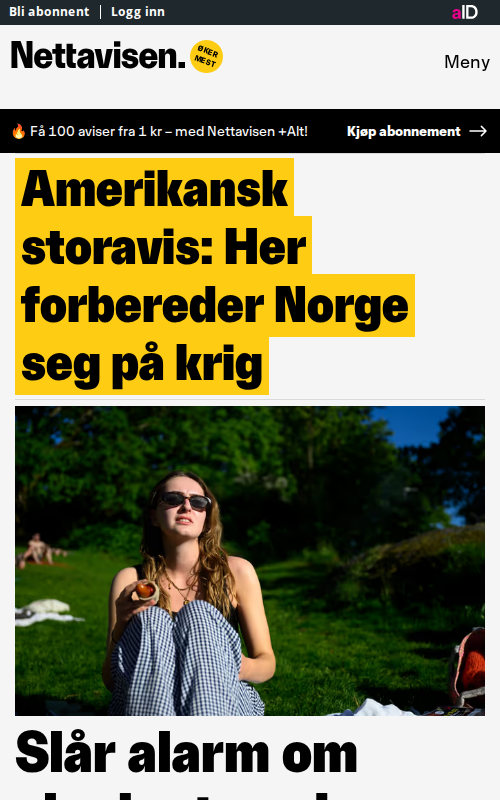 Bli abonnent
Logg inn
aID
Nettavisen.
ØKER
MEST
Meny
Få 100 aviser fra 1 kr – med Nettavisen +Alt!
Kjøp abonnement
Amerikansk
storavis: Her
forbereder Norge
seg på krig
Slår alarm om